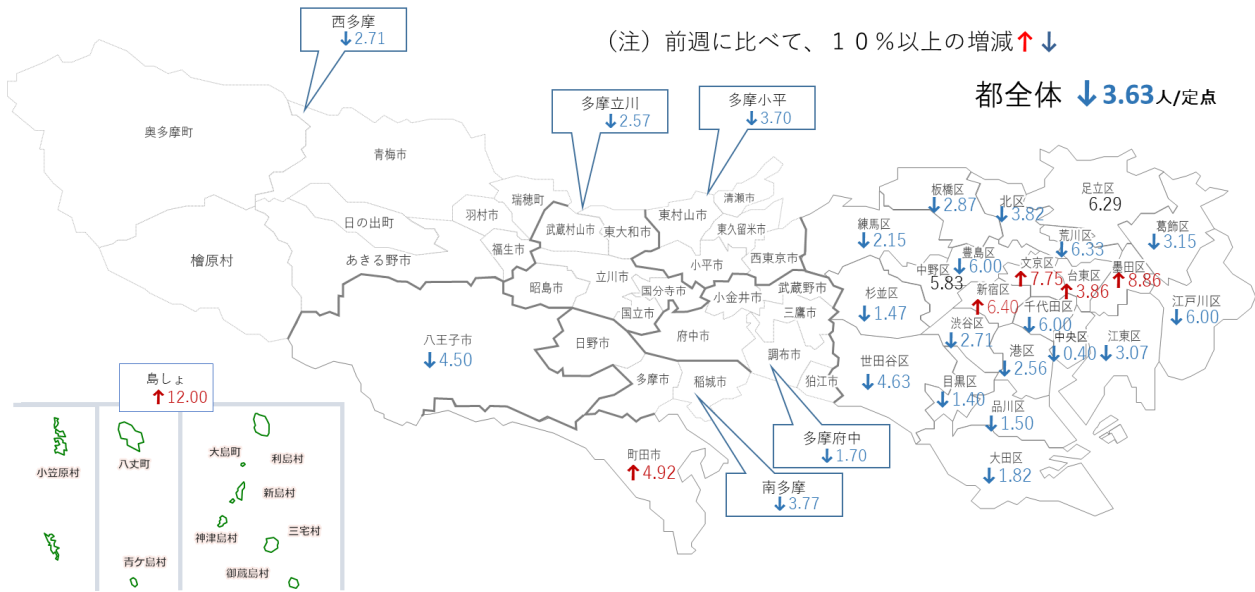 (注)前週に比べて、10%以上の増減↑↓
都全体 ↓3.63人/定点
西多摩
↓2.71
多摩立川
↓2.57
多摩小平
↓3.70
奥多摩町
青梅市
瑞穂町
羽村市
日の出町
福生市
あきる野市
檜原村
武蔵村山市
東大和市
東村山市
清瀬市
東久留米市
小平市
西東京市
昭島市
立川市
国分寺市
国立市
小金井市
武蔵野市
三鷹市
府中市
調布市
狛江市
八王子市
↓4.50
日野市
多摩市
稲城市
町田市
↑4.92
多摩府中
↓1.70
南多摩
↓3.77
板橋区
↓2.87
北区
↓3.82
足立区
6.29
練馬区
↓2.15
豊島区
↓6.00
荒川区
↓6.33
葛飾区
↓3.15
中野区
5.83
文京区
↑7.75
台東区
↑3.86
墨田区
↑8.86
杉並区
↓1.47
新宿区
↑6.40
千代田区
↓6.00
江戸川区
↓6.00
渋谷区
↓2.71
港区
↓2.56
中央区
↓0.40
江東区
↓3.07
世田谷区
↓4.63
目黒区
↓1.40
品川区
↓1.50
大田区
↓1.82
島しょ
↑12.00
小笠原村
八丈町
青ケ島村
大島町
利島村
新島村
神津島村
三宅村
御蔵島村